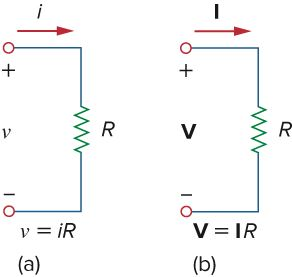 i
I
+
+
v
R
V
R
−
−
v = iR
V = IR
(a)
(b)